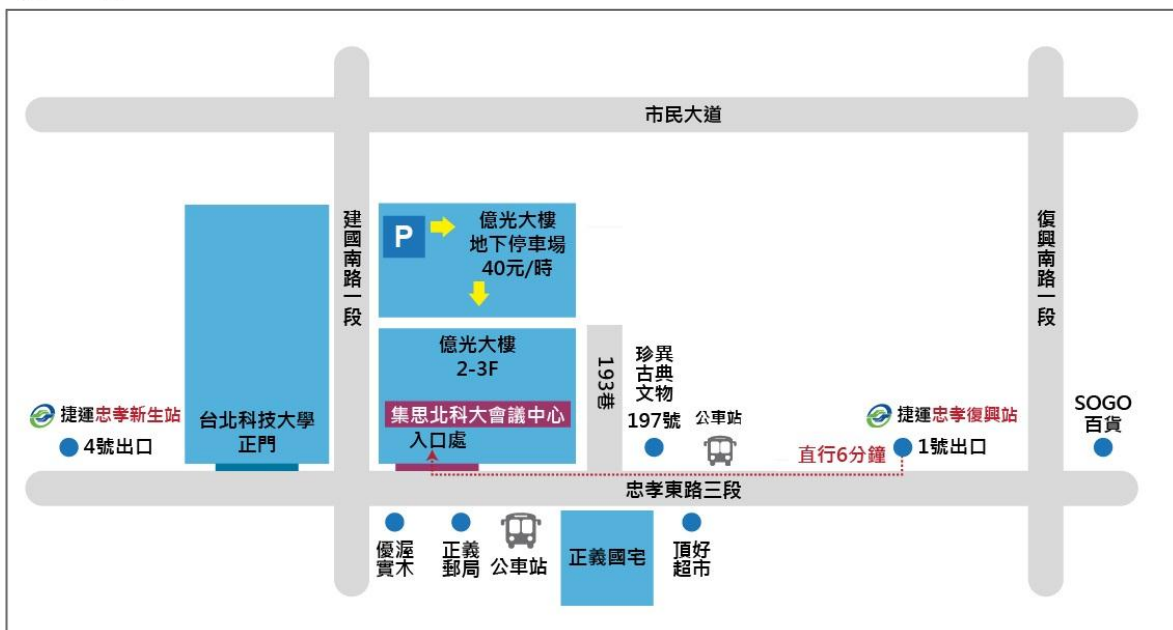 市民大道
建國南路一段
復興南路一段
P
億光大樓
地下停車場
40元/時
億光大樓
2-3F
集思北科大會議中心
入口處
193巷
珍異
古典
文物
197號
公車站
捷運忠孝新生站
4號出口
台北科技大學
正門
捷運忠孝復興站
1號出口
SOGO
百貨
直行6分鐘
忠孝東路三段
優渥
實木
正義
郵局
公車站
正義國宅
頂好
超市